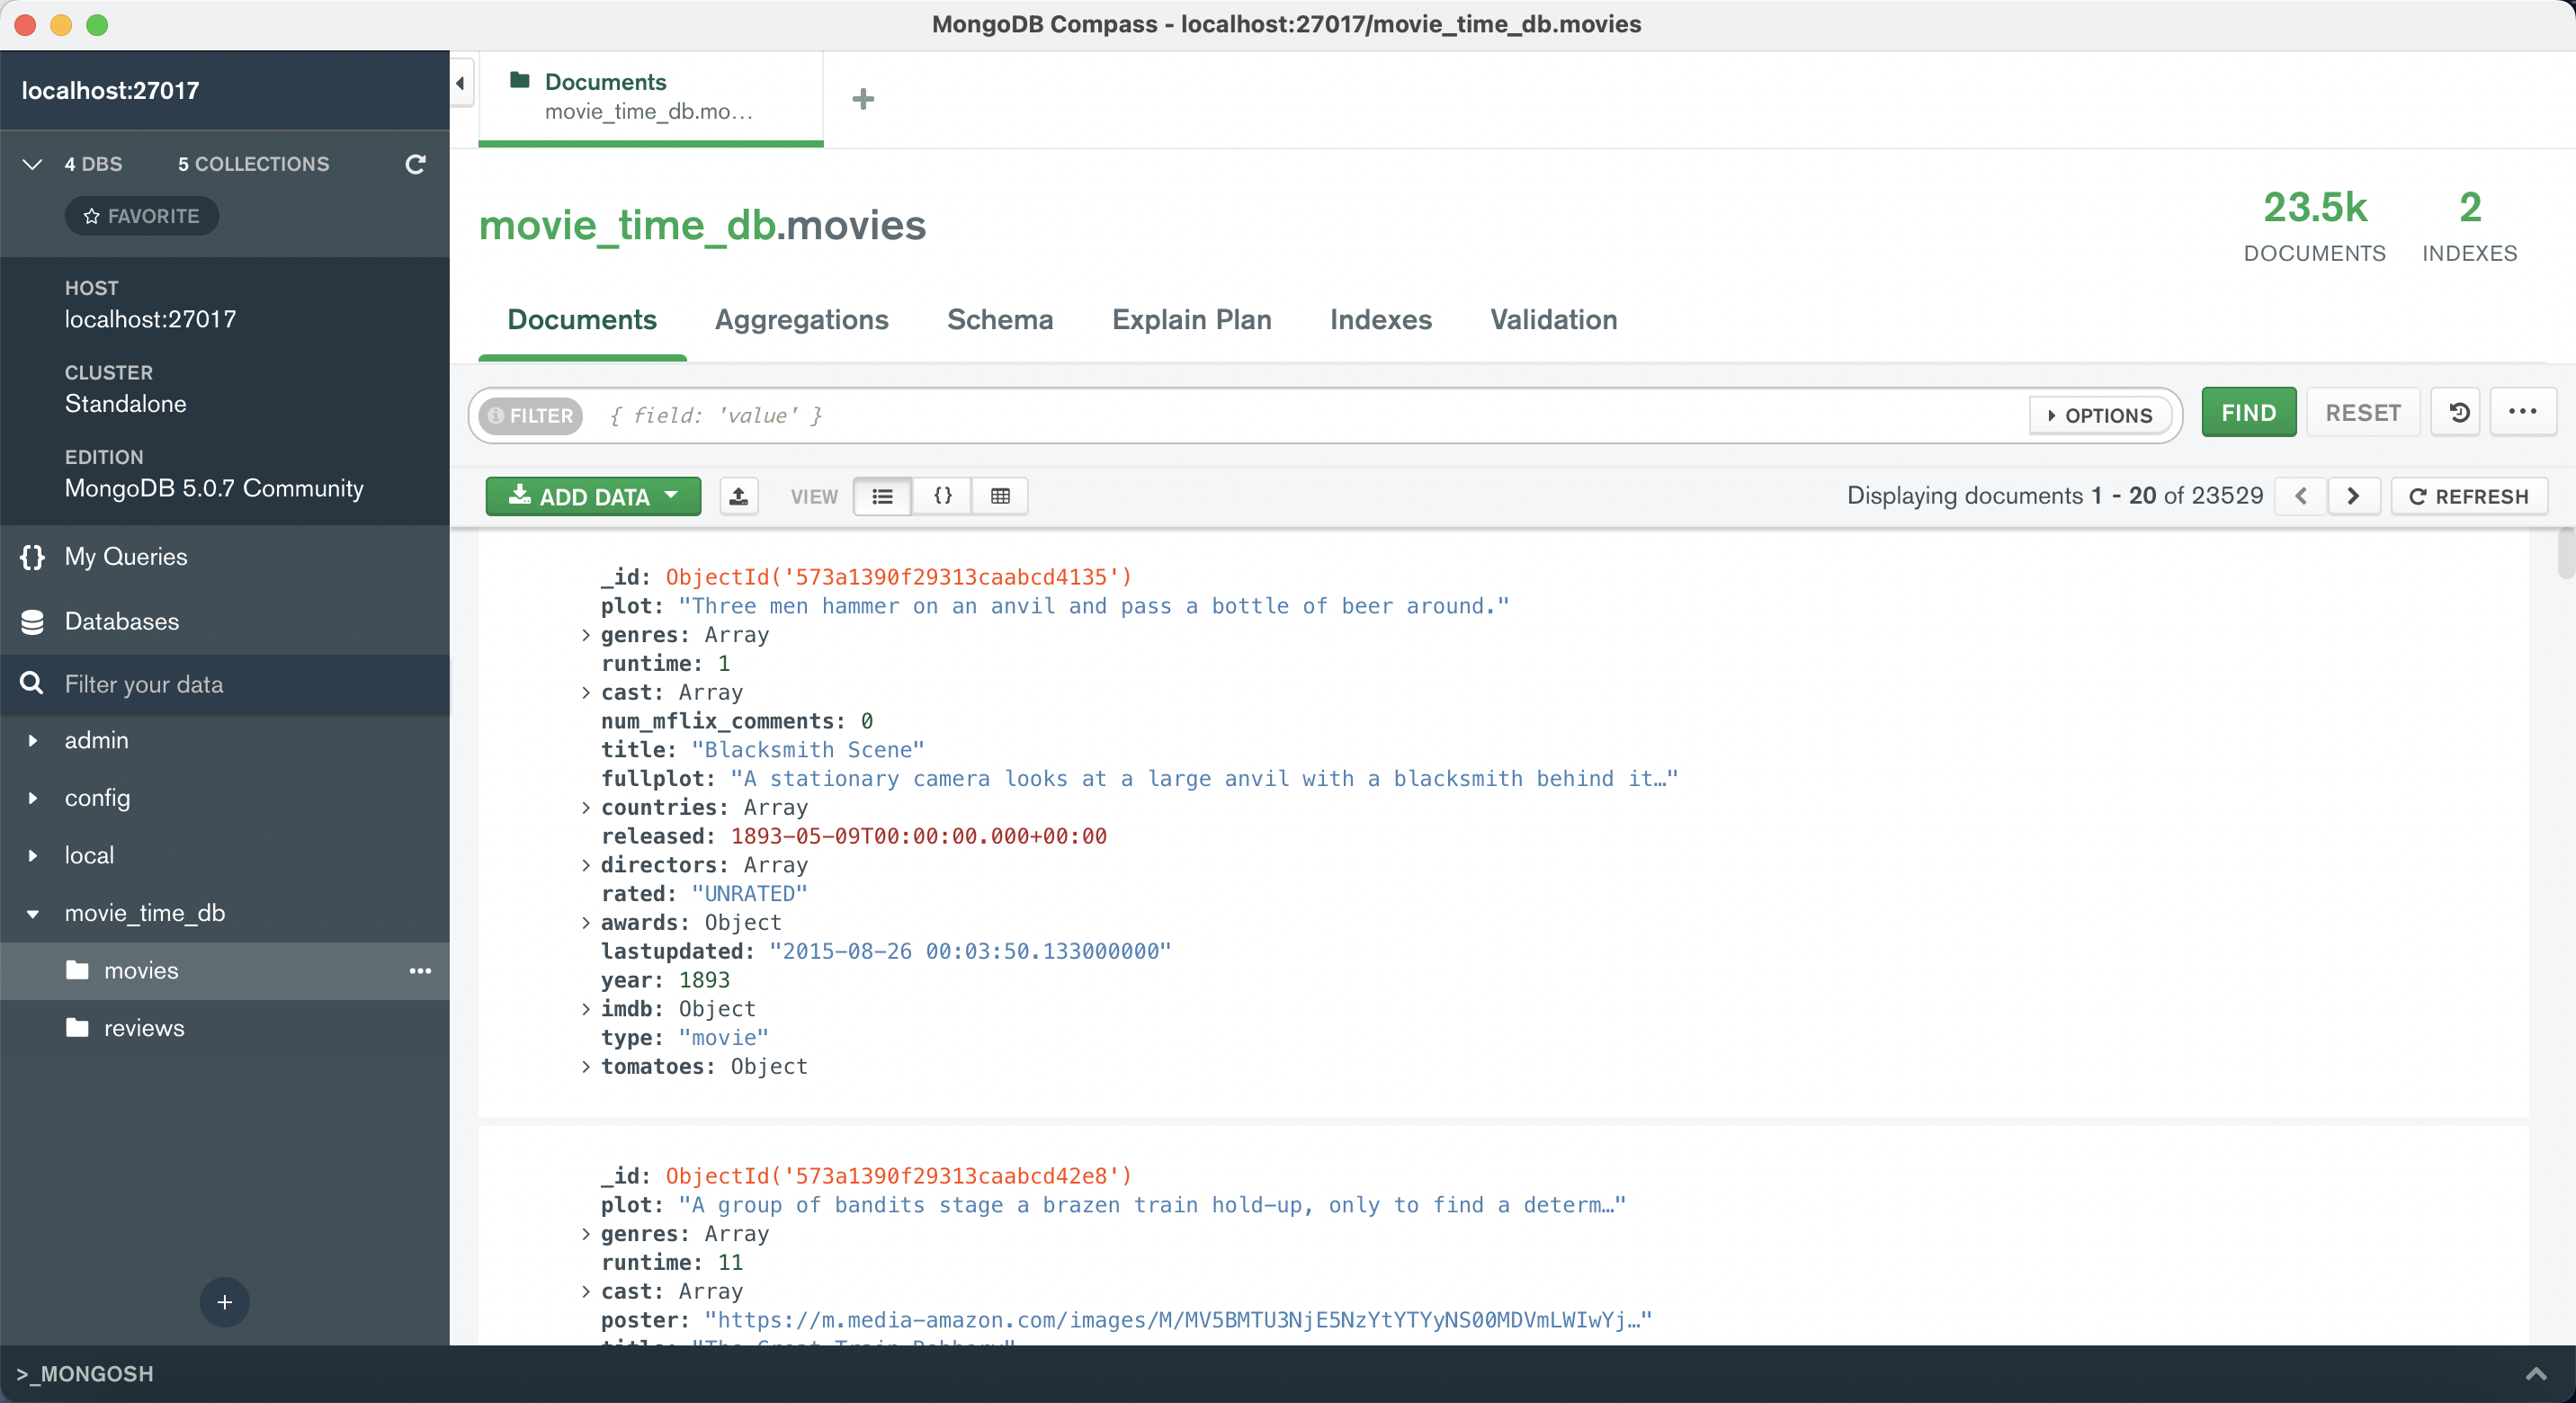 MongoDB Compass - localhost:27017/movie_time_db.movies
localhost:27017
4 DBS 5 COLLECTIONS
FAVORITE
HOST
localhost:27017
CLUSTER
Standalone
EDITION
MongoDB 5.0.7 Community
My Queries
Databases
Filter your data
admin
config
local
movie_time_db
movies
reviews
Documents
movie_time_db.mo...
movie_time_db.movies
23.5k
DOCUMENTS
2
INDEXES
Documents Aggregations Schema Explain Plan Indexes Validation
FILTER { field: 'value' } OPTIONS FIND RESET
ADD DATA VIEW Displaying documents 1 - 20 of 23529 REFRESH
_id: ObjectId('573a1390f29313caabcd4135')
plot: "Three men hammer on an anvil and pass a bottle of beer around."
genres: Array
runtime: 1
cast: Array
num_mflix_comments: 0
title: "Blacksmith Scene"
fullplot: "A stationary camera looks at a large anvil with a blacksmith behind it…"
countries: Array
released: 1893-05-09T00:00:00.000+00:00
directors: Array
rated: "UNRATED"
awards: Object
lastupdated: "2015-08-26 00:03:50.133000000"
year: 1893
imdb: Object
type: "movie"
tomatoes: Object
_id: ObjectId('573a1390f29313caabcd42e8')
plot: "A group of bandits stage a brazen train hold-up, only to find a determ…"
genres: Array
runtime: 11
cast: Array
poster: "https://m.media-amazon.com/images/M/MV5BMTU3NjE5NzYtYTYyNS00MDVmLWIwYj…"
title: "The Great Train Robbery"
>_MONGOSH